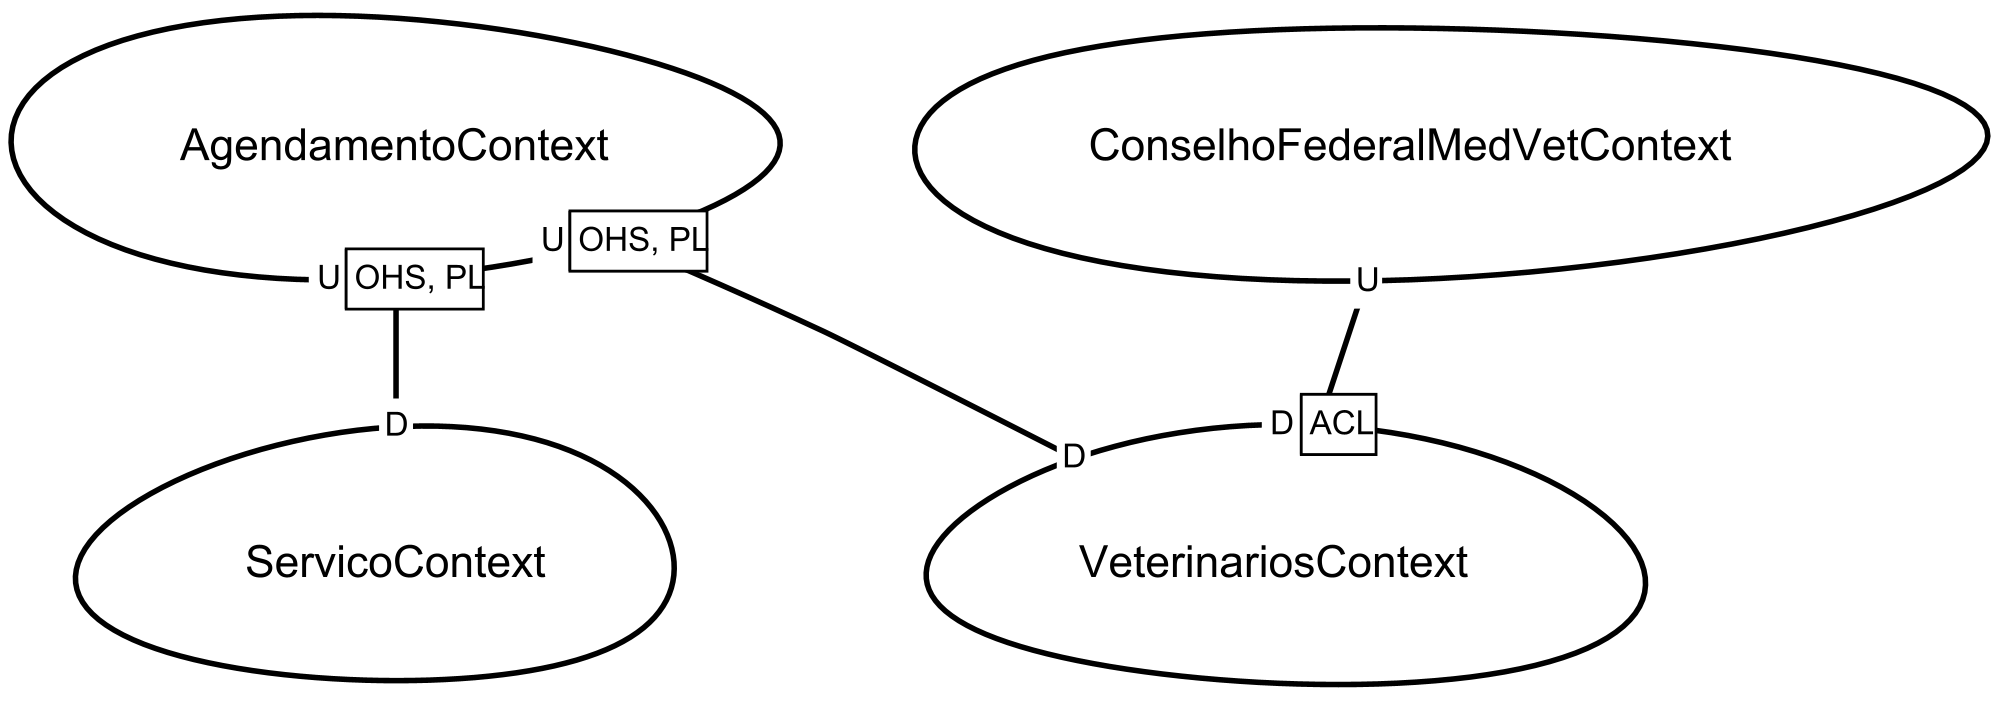 AgendamentoContext
ConselhoFederalMedVetContext
U OHS, PL
U OHS, PL
U
D
D ACL
D
ServicoContext
VeterinariosContext